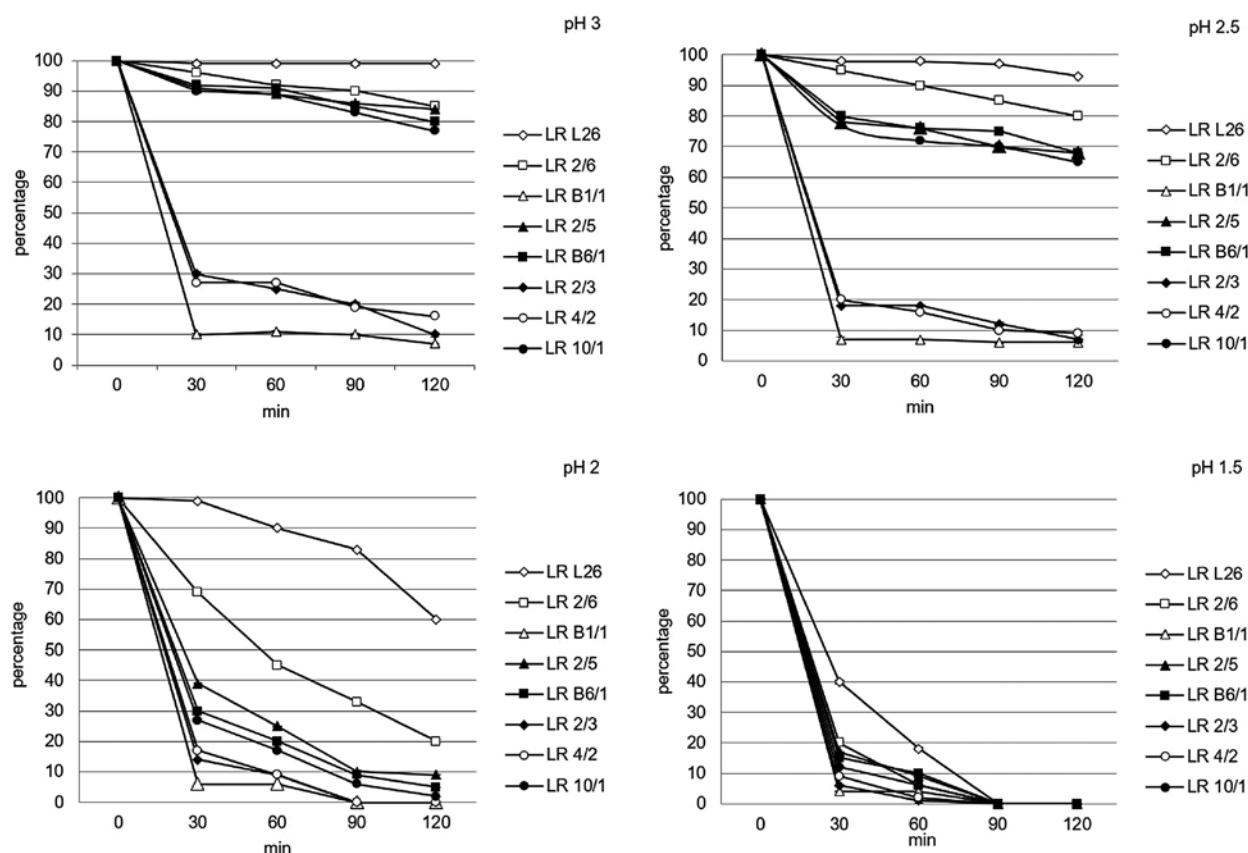 pH 3
100
90
80
70
60
50
40
30
20
10
0
percentage
0 30 60 90 120
min
LR L26
LR 2/6
LR B1/1
LR 2/5
LR B6/1
LR 2/3
LR 4/2
LR 10/1
pH 2.5
100
90
80
70
60
50
40
30
20
10
0
percentage
0 30 60 90 120
min
LR L26
LR 2/6
LR B1/1
LR 2/5
LR B6/1
LR 2/3
LR 4/2
LR 10/1
pH 2
100
90
80
70
60
50
40
30
20
10
0
percentage
0 30 60 90 120
min
LR L26
LR 2/6
LR B1/1
LR 2/5
LR B6/1
LR 2/3
LR 4/2
LR 10/1
pH 1.5
100
90
80
70
60
50
40
30
20
10
0
percentage
0 30 60 90 120
min
LR L26
LR 2/6
LR B1/1
LR 2/5
LR B6/1
LR 2/3
LR 4/2
LR 10/1